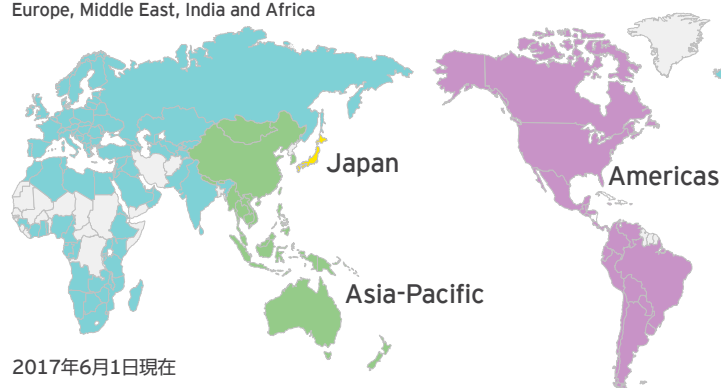 Europe, Middle East, India and Africa
Japan
Americas
Asia-Pacific
2017年6月1日現在